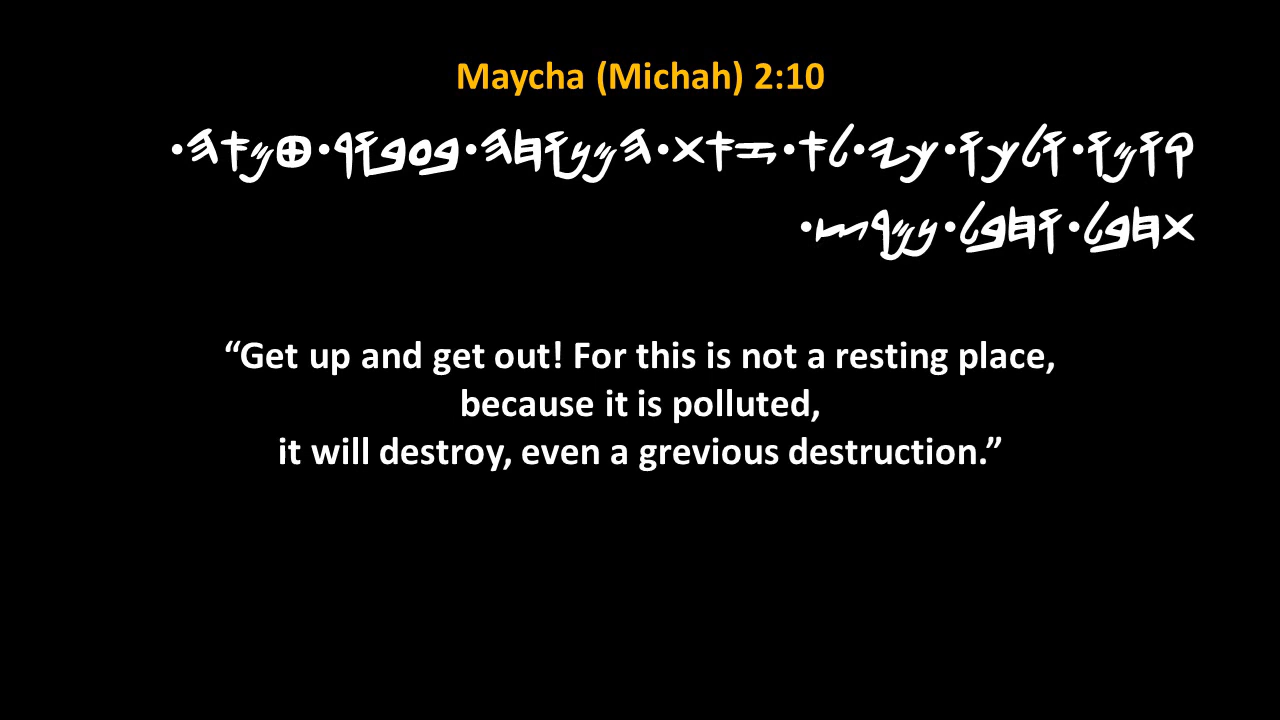 Maycha (Michah) 2:10
𐤒𐤅𐤌𐤅•𐤅𐤋𐤊𐤅•𐤊𐤉•𐤋𐤀•𐤆𐤀𐤕•𐤄𐤌𐤍𐤅𐤇𐤄•𐤁𐤏𐤁𐤅𐤓•𐤈𐤌𐤀𐤄•
𐤕𐤇𐤁𐤋•𐤅𐤇𐤁𐤋•𐤍𐤌𐤓𐤑•
“Get up and get out! For this is not a resting place,
because it is polluted,
it will destroy, even a grevious destruction.”